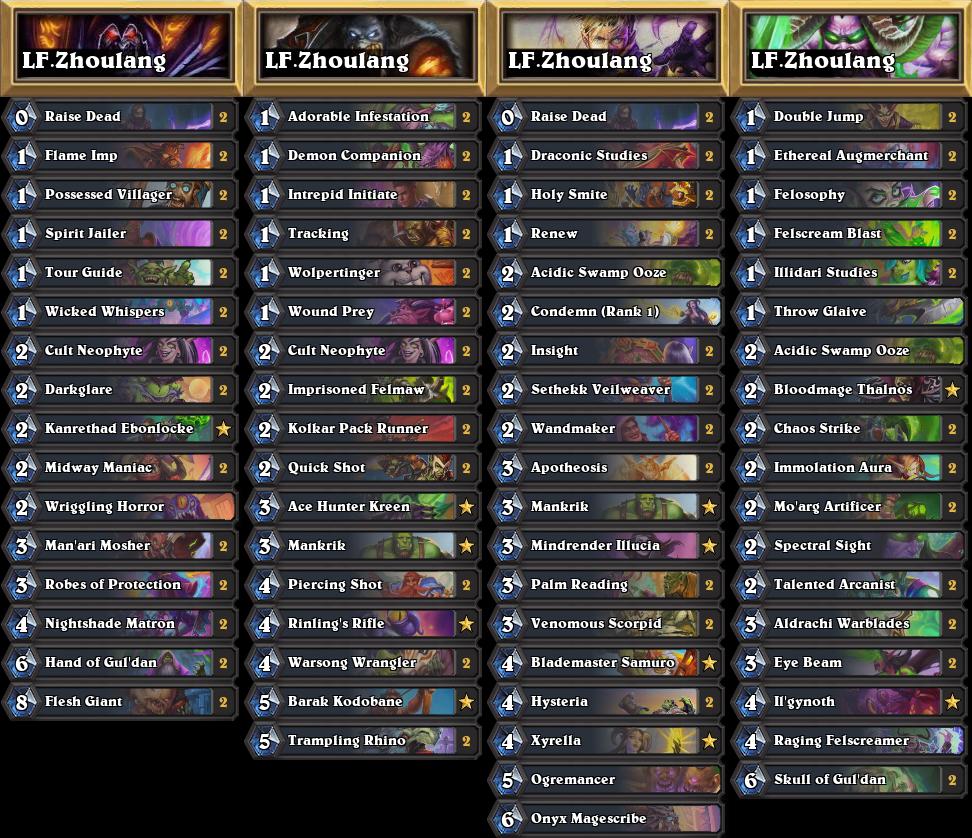 LF.Zhoulang
0 Raise Dead 2
1 Flame Imp 2
1 Possessed Villager 2
1 Spirit Jailer 2
1 Tour Guide 2
1 Wicked Whispers 2
2 Cult Neophyte 2
2 Darkglare 2
2 Kanrethad Ebonlocke
2 Midway Maniac 2
2 Wriggling Horror
3 Man'ari Mosher 2
3 Robes of Protection 2
4 Nightshade Matron 2
6 Hand of Gul'dan 2
8 Flesh Giant 2
LF.Zhoulang
1 Adorable Infestation 2
1 Demon Companion 2
1 Intrepid Initiate 2
1 Tracking 2
1 Wolpertinger 2
1 Wound Prey 2
2 Cult Neophyte 2
2 Imprisoned Felmaw 2
2 Kolkar Pack Runner 2
2 Quick Shot 2
3 Ace Hunter Kreen
3 Mankrik
4 Piercing Shot 2
4 Rinling's Rifle
4 Warsong Wrangler 2
5 Barak Kodobane
5 Trampling Rhino 2
LF.Zhoulang
0 Raise Dead 2
1 Draconic Studies 2
1 Holy Smite 2
1 Renew 2
2 Acidic Swamp Ooze
2 Condemn (Rank 1)
2 Insight 2
2 Sethekk Veilweaver 2
2 Wandmaker 2
3 Apotheosis 2
3 Mankrik
3 Mindrender Illucia
3 Palm Reading 2
3 Venomous Scorpid 2
4 Blademaster Samuro
4 Hysteria 2
4 Xyrella
5 Ogremancer
6 Onyx Magescribe
LF.Zhoulang
1 Double Jump 2
1 Ethereal Augmerchant 2
1 Felosophy 2
1 Felscream Blast 2
1 Illidari Studies 2
1 Throw Glaive
2 Acidic Swamp Ooze
2 Bloodmage Thalnos
2 Chaos Strike 2
2 Immolation Aura 2
2 Mo'arg Artificer 2
2 Spectral Sight
2 Talented Arcanist 2
3 Aldrachi Warblades 2
3 Eye Beam 2
4 Il'gynoth
4 Raging Felscreamer
6 Skull of Gul'dan 2